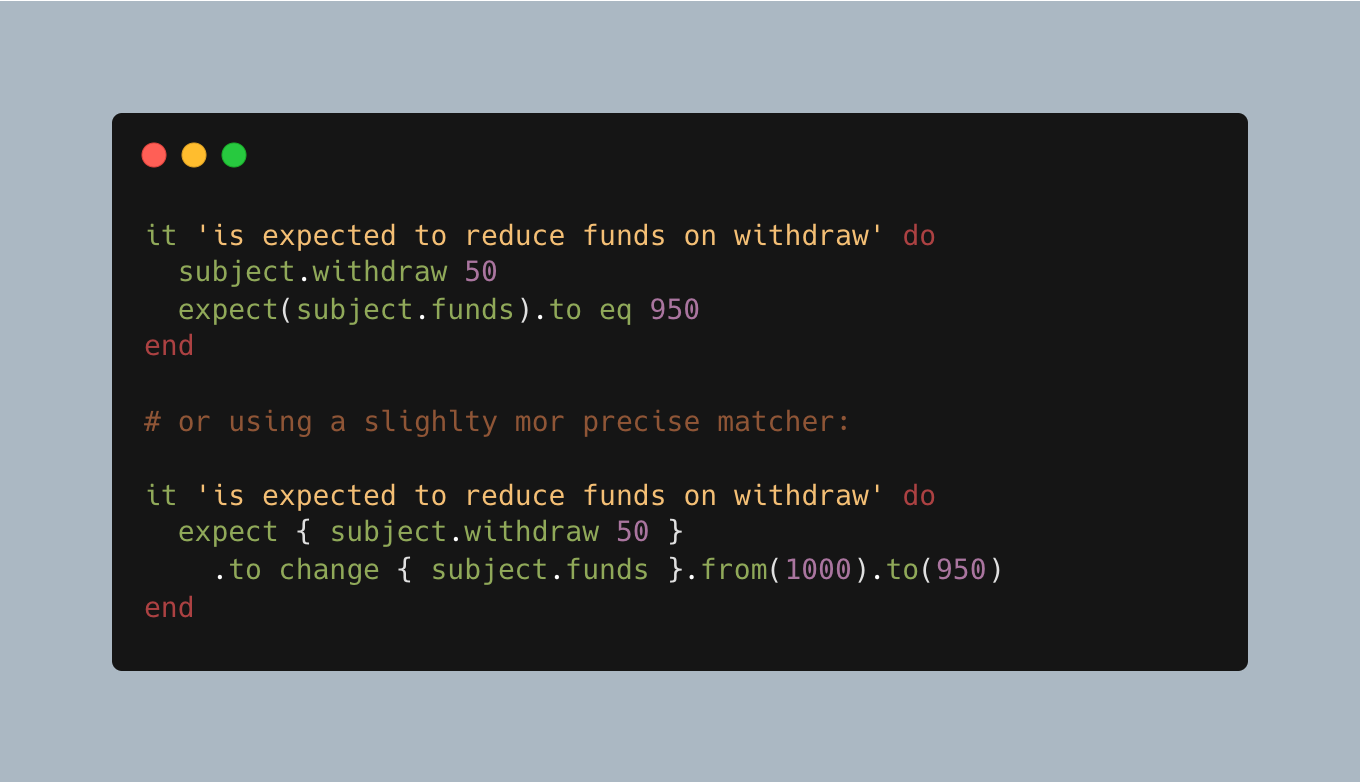 it 'is expected to reduce funds on withdraw' do
  subject.withdraw 50
  expect(subject.funds).to eq 950
end
# or using a slighlty mor precise matcher:
it 'is expected to reduce funds on withdraw' do
  expect { subject.withdraw 50 }
    .to change { subject.funds }.from(1000).to(950)
end